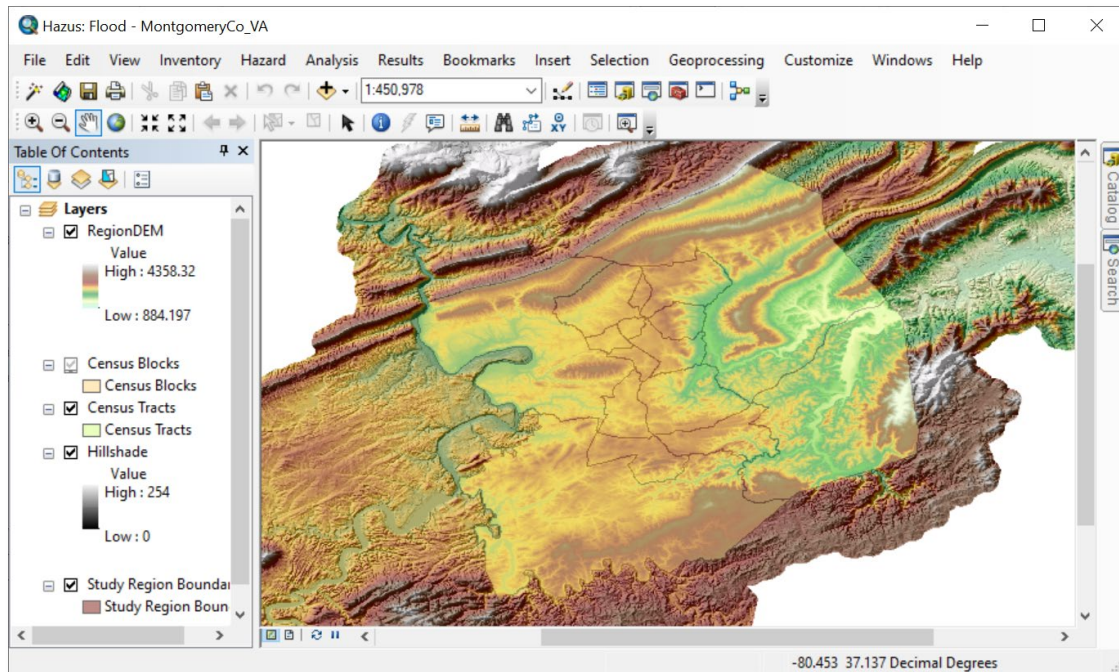 Hazus: Flood - MontgomeryCo_VA
File Edit View Inventory Hazard Analysis Results Bookmarks Insert Selection Geoprocessing Customize Windows Help
1:450,978
XY
Table Of Contents
Layers
RegionDEM
Value
High : 4358.32
Low : 884.197
Census Blocks
Census Blocks
Census Tracts
Census Tracts
Hillshade
Value
High : 254
Low : 0
Study Region Boundar
Study Region Boun
Catalog
Search
-80.453 37.137 Decimal Degrees